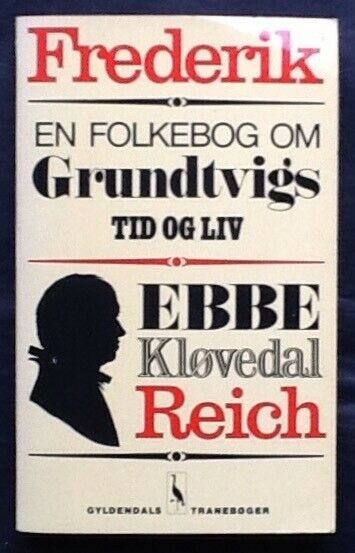 Frederik
EN FOLKEBOG OM
Grundtvigs
TID OG LIV
EBBE
Kløvedal
Reich
GYLDENDALS TRANEBØGER